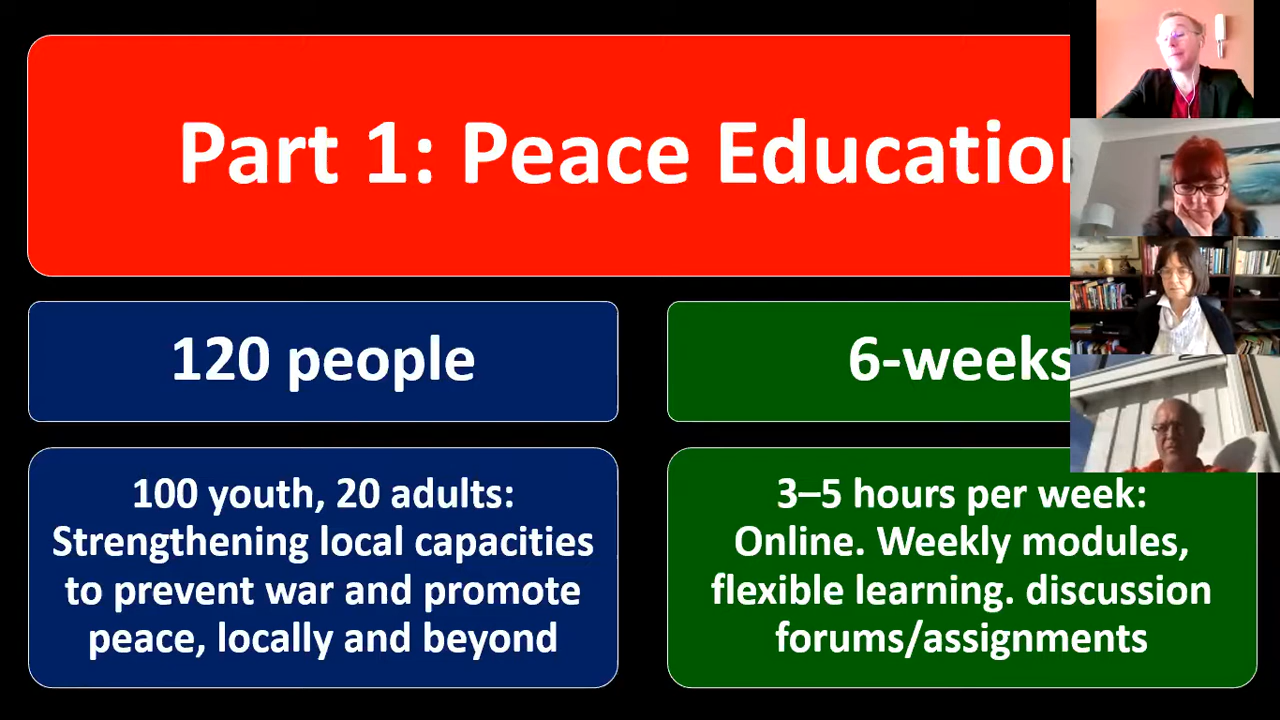 Part 1: Peace Education
120 people
6-weeks
100 youth, 20 adults:
Strengthening local capacities
to prevent war and promote
peace, locally and beyond
3–5 hours per week:
Online. Weekly modules,
flexible learning. discussion
forums/assignments